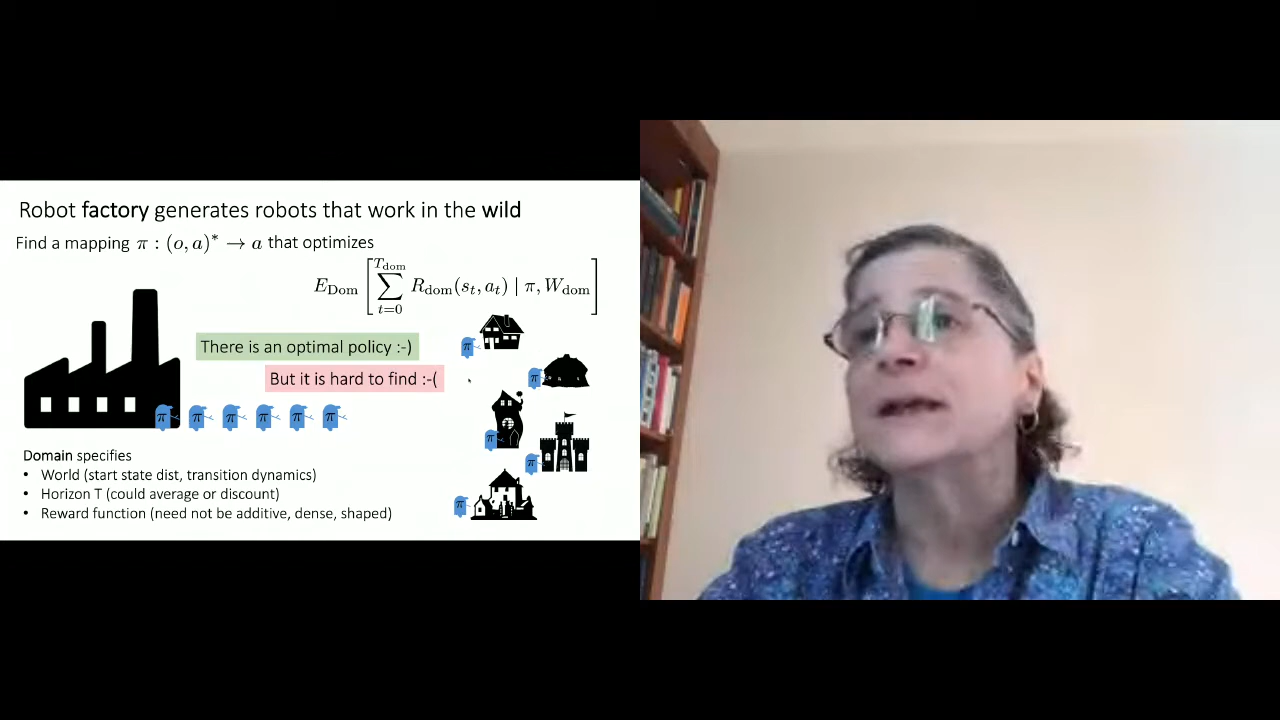 Robot factory generates robots that work in the wild
Find a mapping π : (o, a)* → a that optimizes
E_Dom [ ∑_{t=0}^{T_dom} R_dom(s_t, a_t) | π, W_dom ]
There is an optimal policy :-)
But it is hard to find :-(
π π π π π π
π
π
π
π
π
Domain specifies
• World (start state dist, transition dynamics)
• Horizon T (could average or discount)
• Reward function (need not be additive, dense, shaped)